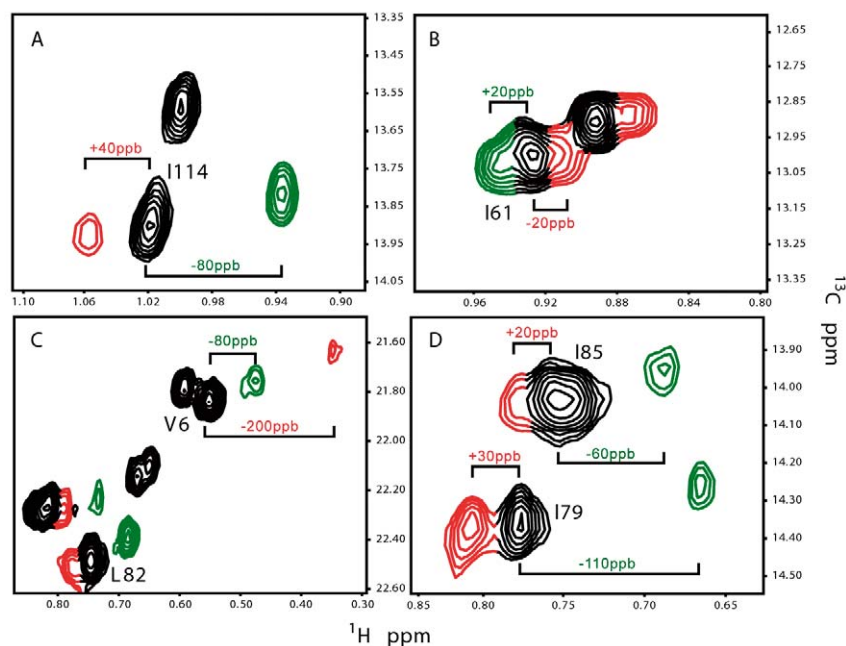 A
+40ppb
I114
-80ppb
13.35
13.45
13.55
13.65
13.75
13.85
13.95
14.05
1.10 1.06 1.02 0.98 0.94 0.90
B
+20ppb
I61
-20ppb
12.65
12.75
12.85
12.95
13.05
13.15
13.25
13.35
0.96 0.92 0.88 0.84 0.80
13C ppm
C
-80ppb
V6
-200ppb
L82
21.60
21.80
22.00
22.20
22.40
22.60
0.80 0.70 0.60 0.50 0.40 0.30
D
+20ppb
I85
-60ppb
+30ppb
I79
-110ppb
13.90
14.00
14.10
14.20
14.30
14.40
14.50
0.85 0.80 0.75 0.70 0.65
1H ppm